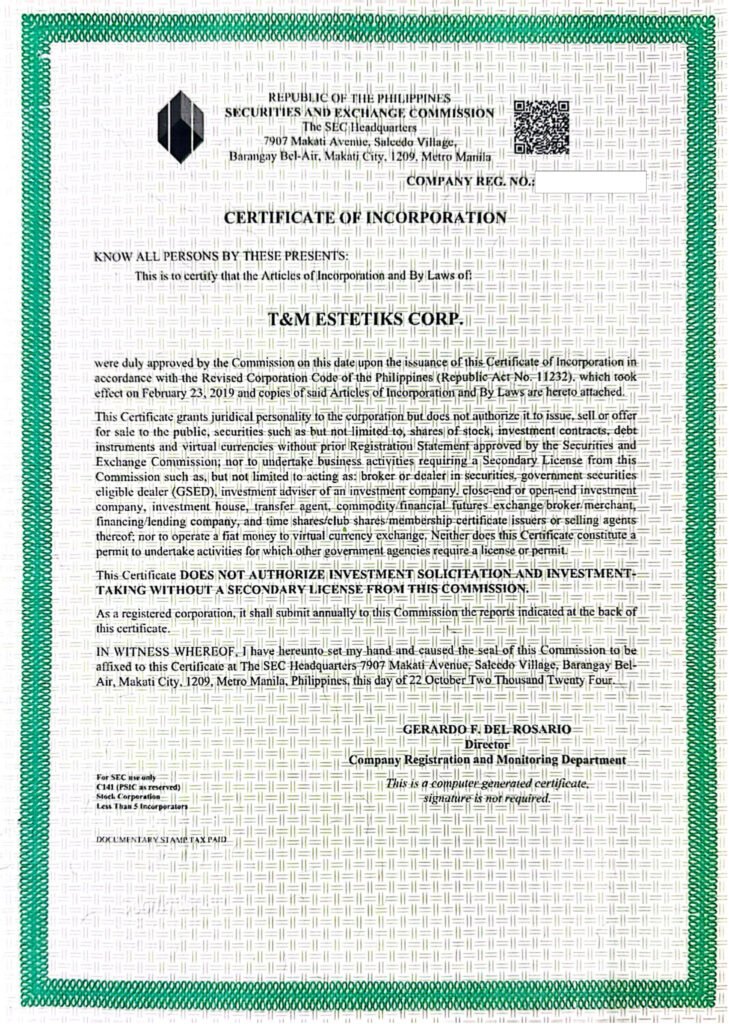 REPUBLIC OF THE PHILIPPINES
SECURITIES AND EXCHANGE COMMISSION
The SEC Headquarters
7907 Makati Avenue, Salcedo Village,
Barangay Bel-Air, Makati City, 1209, Metro Manila
COMPANY REG. NO.:
CERTIFICATE OF INCORPORATION
KNOW ALL PERSONS BY THESE PRESENTS:
This is to certify that the Articles of Incorporation and By Laws of:
T&M ESTETIKS CORP.
were duly approved by the Commission on this date upon the issuance of this Certificate of Incorporation in
accordance with the Revised Corporation Code of the Philippines (Republic Act No. 11232), which took
effect on February 23, 2019 and copies of said Articles of Incorporation and By Laws are hereto attached.
This Certificate grants juridical personality to the corporation but does not authorize it to issue, sell or offer
for sale to the public, securities such as but not limited to, shares of stock, investment contracts, debt
instruments and virtual currencies without prior Registration Statement approved by the Securities and
Exchange Commission; nor to undertake business activities requiring a Secondary License from this
Commission such as, but not limited to acting as: broker or dealer in securities, government securities
eligible dealer (GSED), investment adviser of an investment company, close-end or open-end investment
company, investment house, transfer agent, commodity/financial futures exchange/broker/merchant,
financing/lending company, and time shares/club shares/membership certificate issuers or selling agents
thereof; nor to operate a fiat money to virtual currency exchange. Neither does this Certificate constitute a
permit to undertake activities for which other government agencies require a license or permit.
This Certificate DOES NOT AUTHORIZE INVESTMENT SOLICITATION AND INVESTMENT-
TAKING WITHOUT A SECONDARY LICENSE FROM THIS COMMISSION.
As a registered corporation, it shall submit annually to this Commission the reports indicated at the back of
this certificate.
IN WITNESS WHEREOF, I have hereunto set my hand and caused the seal of this Commission to be
affixed to this Certificate at The SEC Headquarters 7907 Makati Avenue, Salcedo Village, Barangay Bel-
Air, Makati City, 1209, Metro Manila, Philippines, this day of 22 October Two Thousand Twenty Four.
GERARDO F. DEL ROSARIO
Director
Company Registration and Monitoring Department
This is a computer generated certificate,
signature is not required.
For SEC use only
C141 (PSIC as reserved)
Stock Corporation
Less Than 5 Incorporators
DOCUMENTARY STAMP TAX PAID